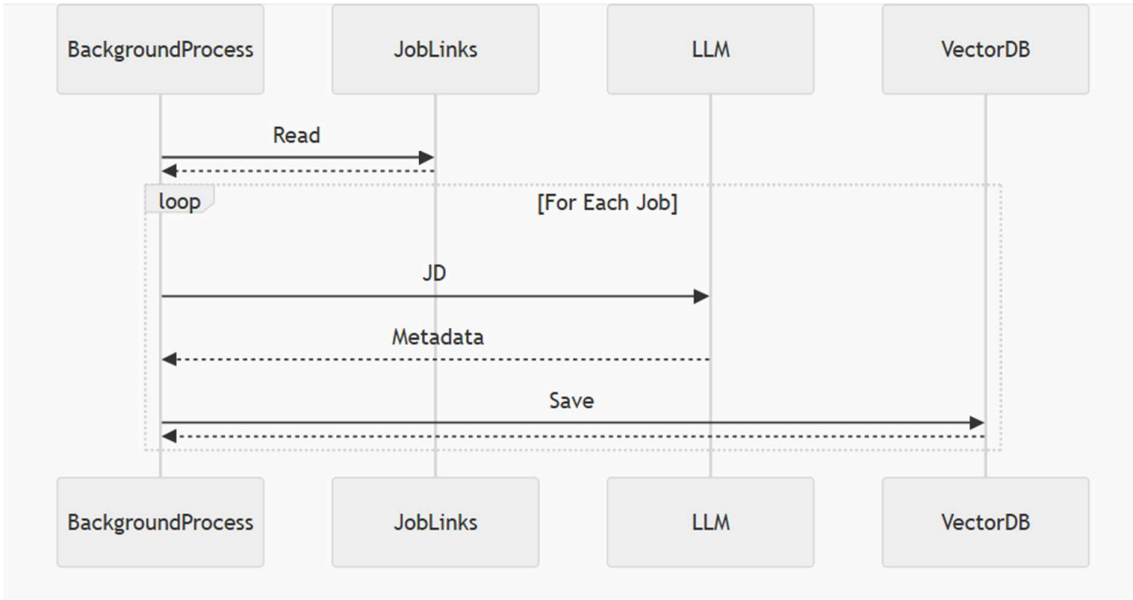 BackgroundProcess JobLinks LLM VectorDB
Read
loop [For Each Job]
JD
Metadata
Save
BackgroundProcess JobLinks LLM VectorDB